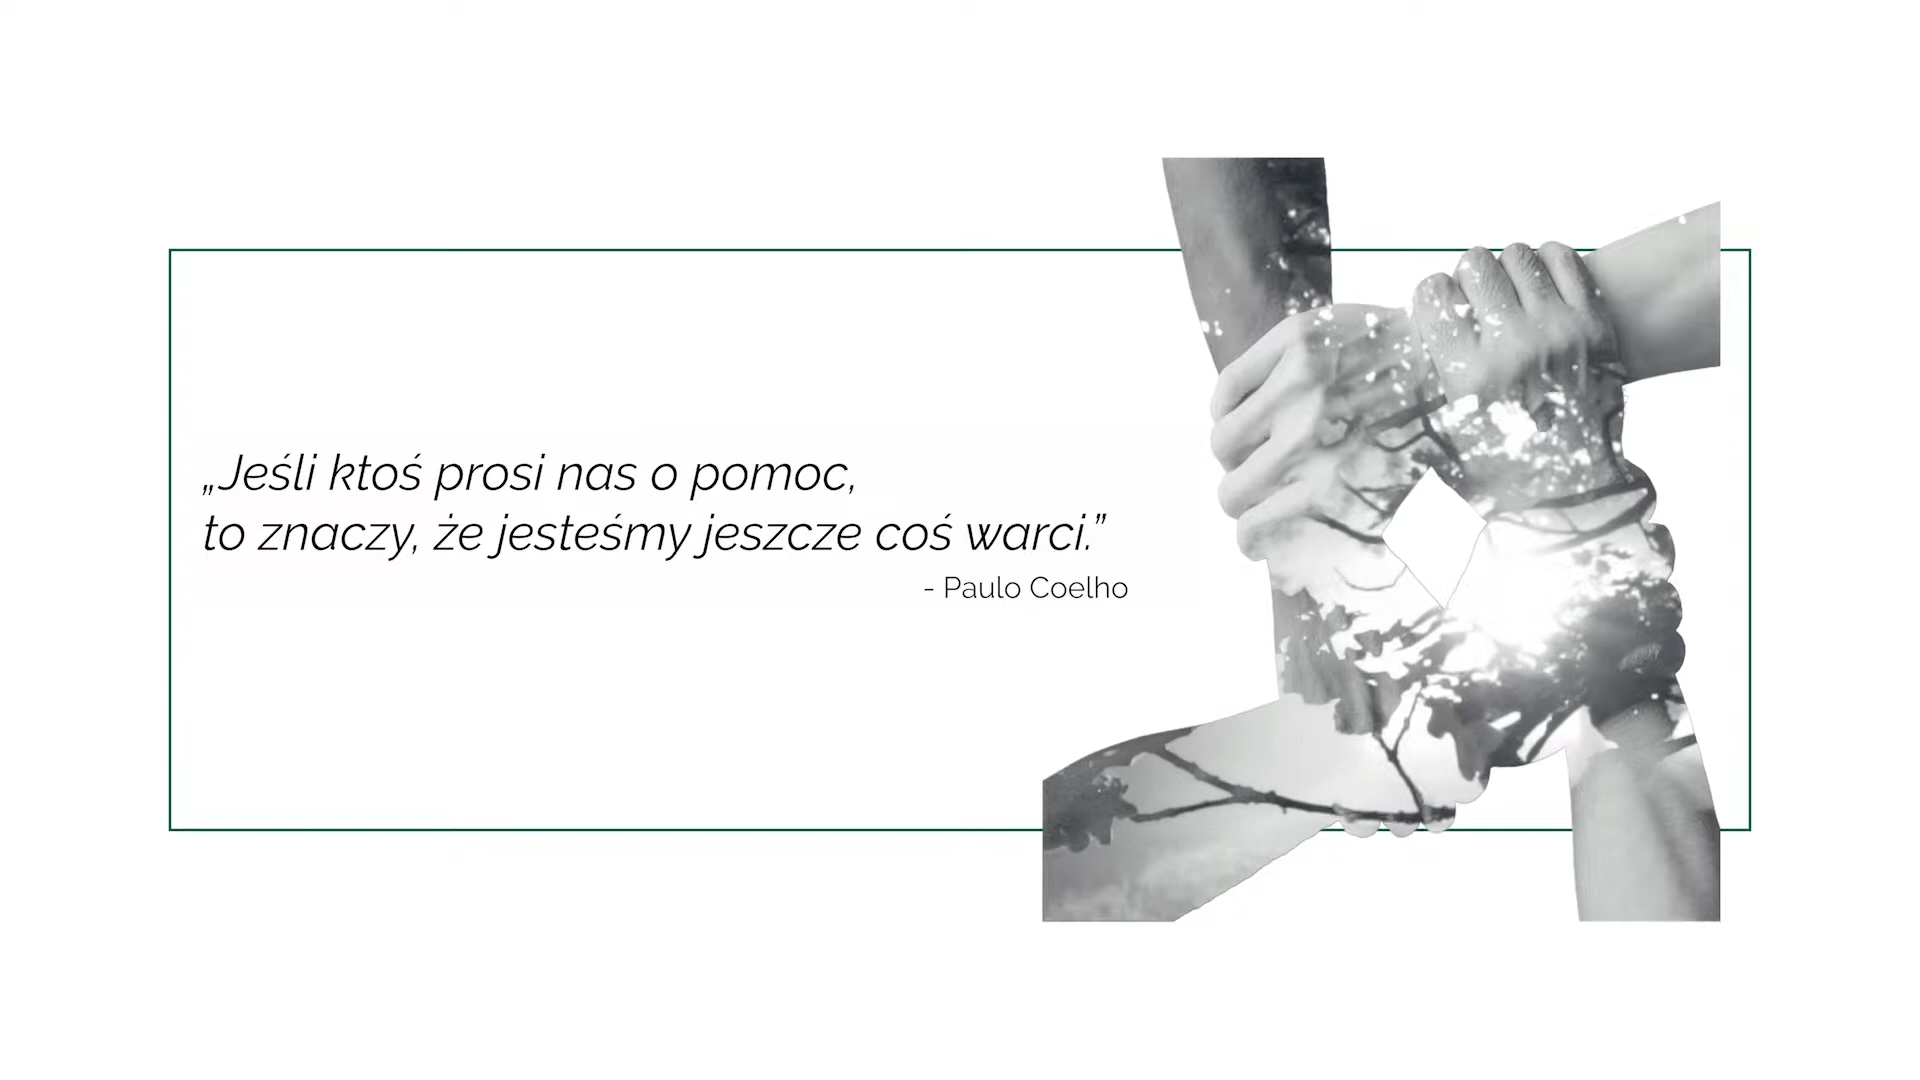 „Jeśli ktoś prosi nas o pomoc,
to znaczy, że jesteśmy jeszcze coś warci.”
- Paulo Coelho